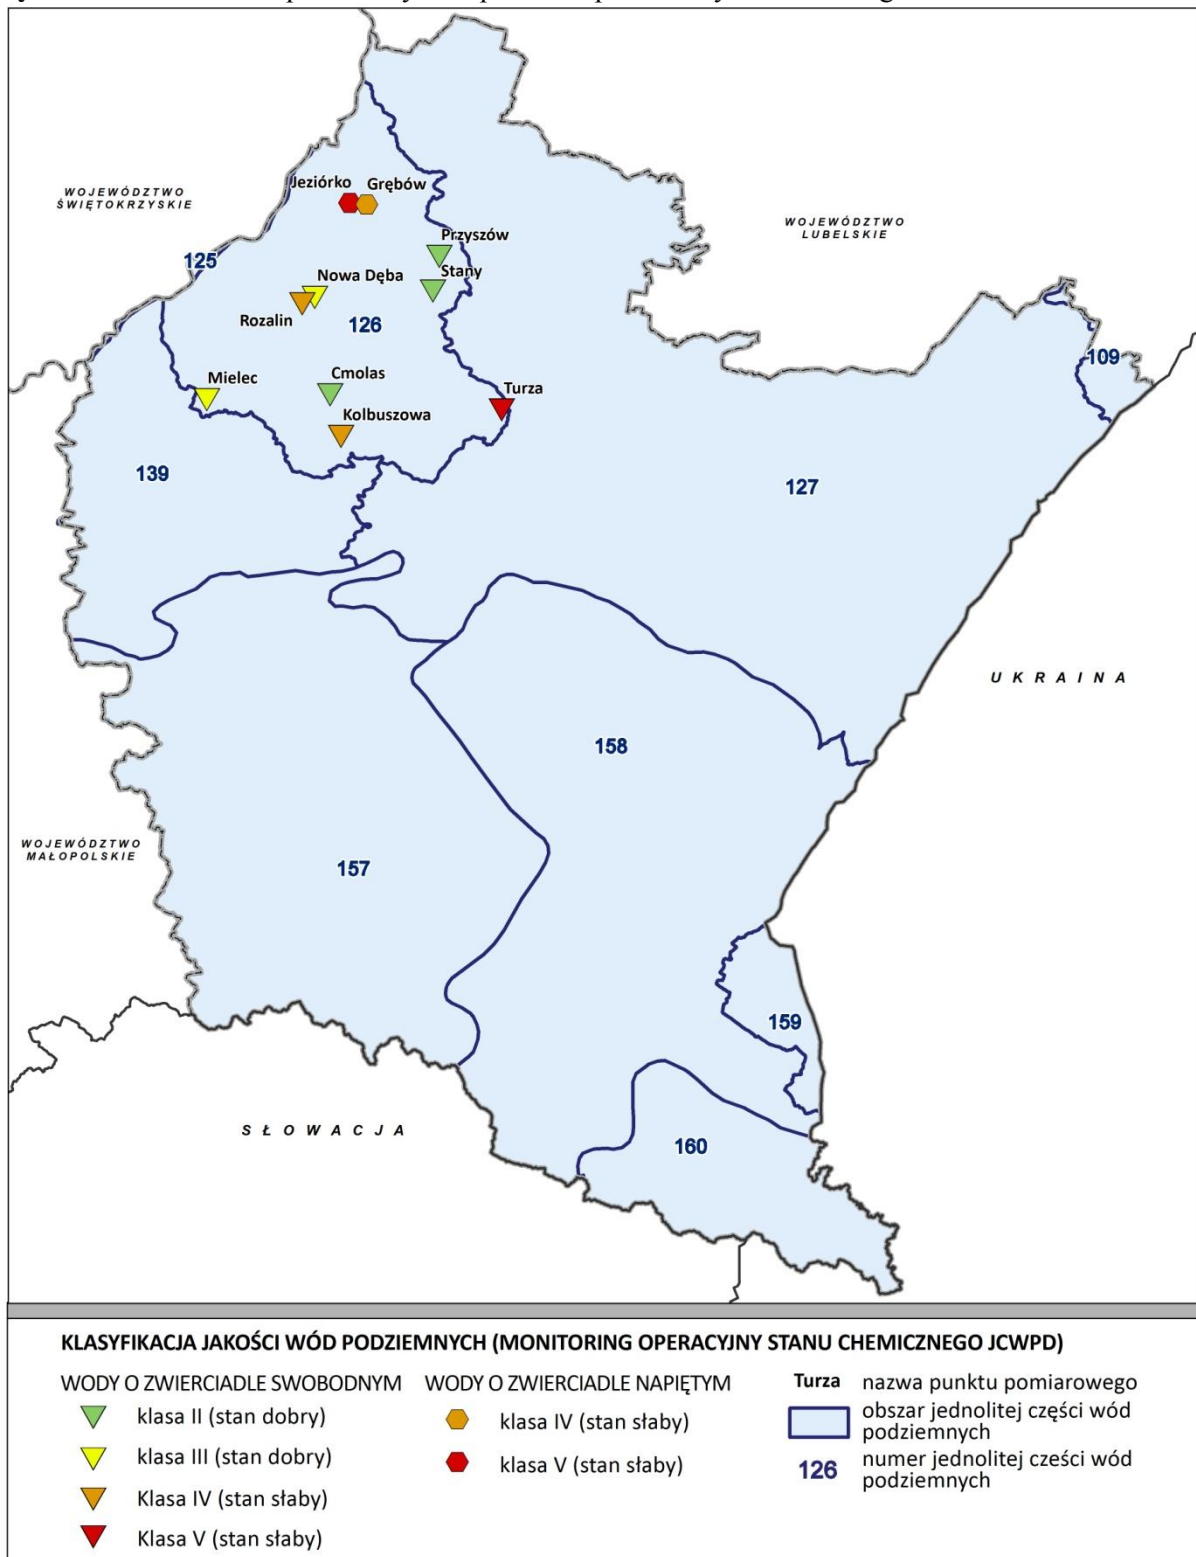 WOJEWÓDZTWO
ŚWIĘTOKRZYSKIE
WOJEWÓDZTWO
LUBELSKIE
Jeziórko
Grębów
Przyszów
Stany
125
Nowa Dęba
Rozalin
126
109
Mielec
Cmolas
Turza
Kolbuszowa
139
127
UKRAINA
158
WOJEWÓDZTWO
MAŁOPOLSKIE
157
159
SŁOWACJA
160
KLASYFIKACJA JAKOŚCI WÓD PODZIEMNYCH (MONITORING OPERACYJNY STANU CHEMICZNEGO JCWPD)
WODY O ZWIERCIADLE SWOBODNYM
klasa II (stan dobry)
klasa III (stan dobry)
Klasa IV (stan słaby)
Klasa V (stan słaby)
WODY O ZWIERCIADLE NAPIĘTYM
klasa IV (stan słaby)
klasa V (stan słaby)
Turza nazwa punktu pomiarowego
obszar jednolitej części wód
podziemnych
126 numer jednolitej cześci wód
podziemnych